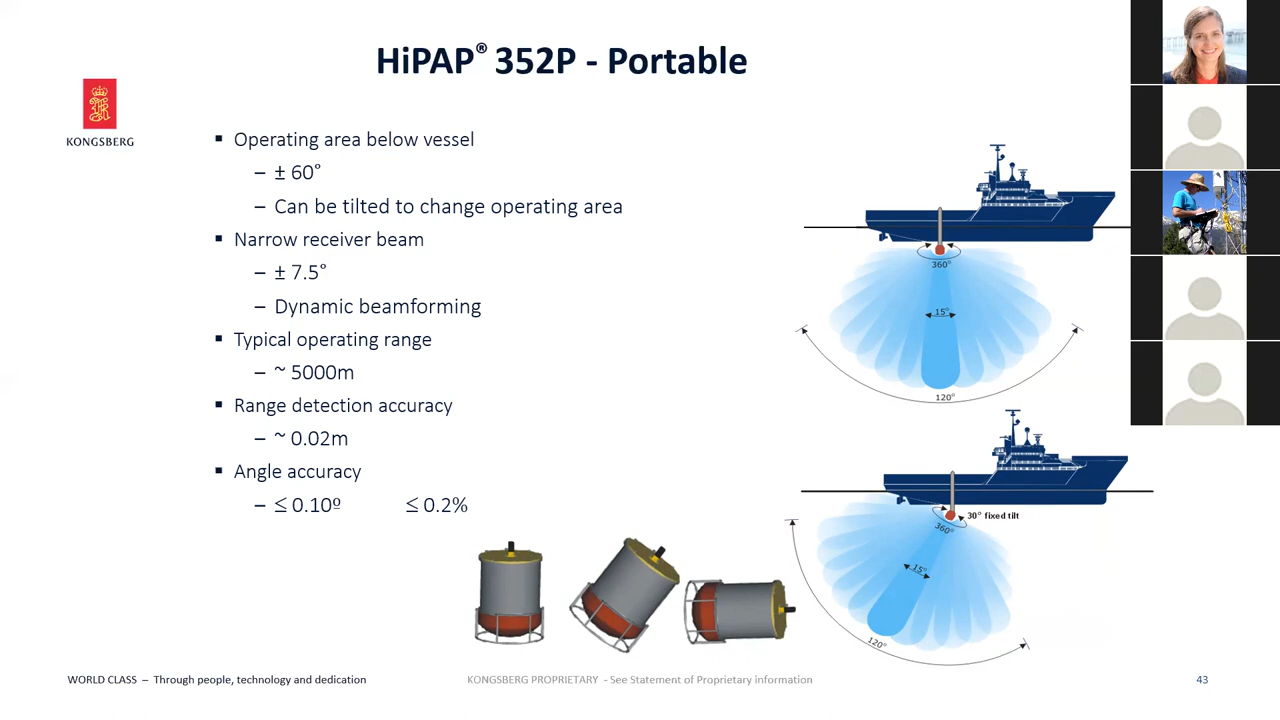 HiPAP® 352P - Portable
KONGSBERG
▪ Operating area below vessel
– ± 60°
– Can be tilted to change operating area
▪ Narrow receiver beam
– ± 7.5°
– Dynamic beamforming
▪ Typical operating range
– ~ 5000m
▪ Range detection accuracy
– ~ 0.02m
▪ Angle accuracy
– ≤ 0.10º ≤ 0.2%
360°
15°
120°
30° fixed tilt
360°
15°
120°
WORLD CLASS – Through people, technology and dedication
KONGSBERG PROPRIETARY - See Statement of Proprietary information
43